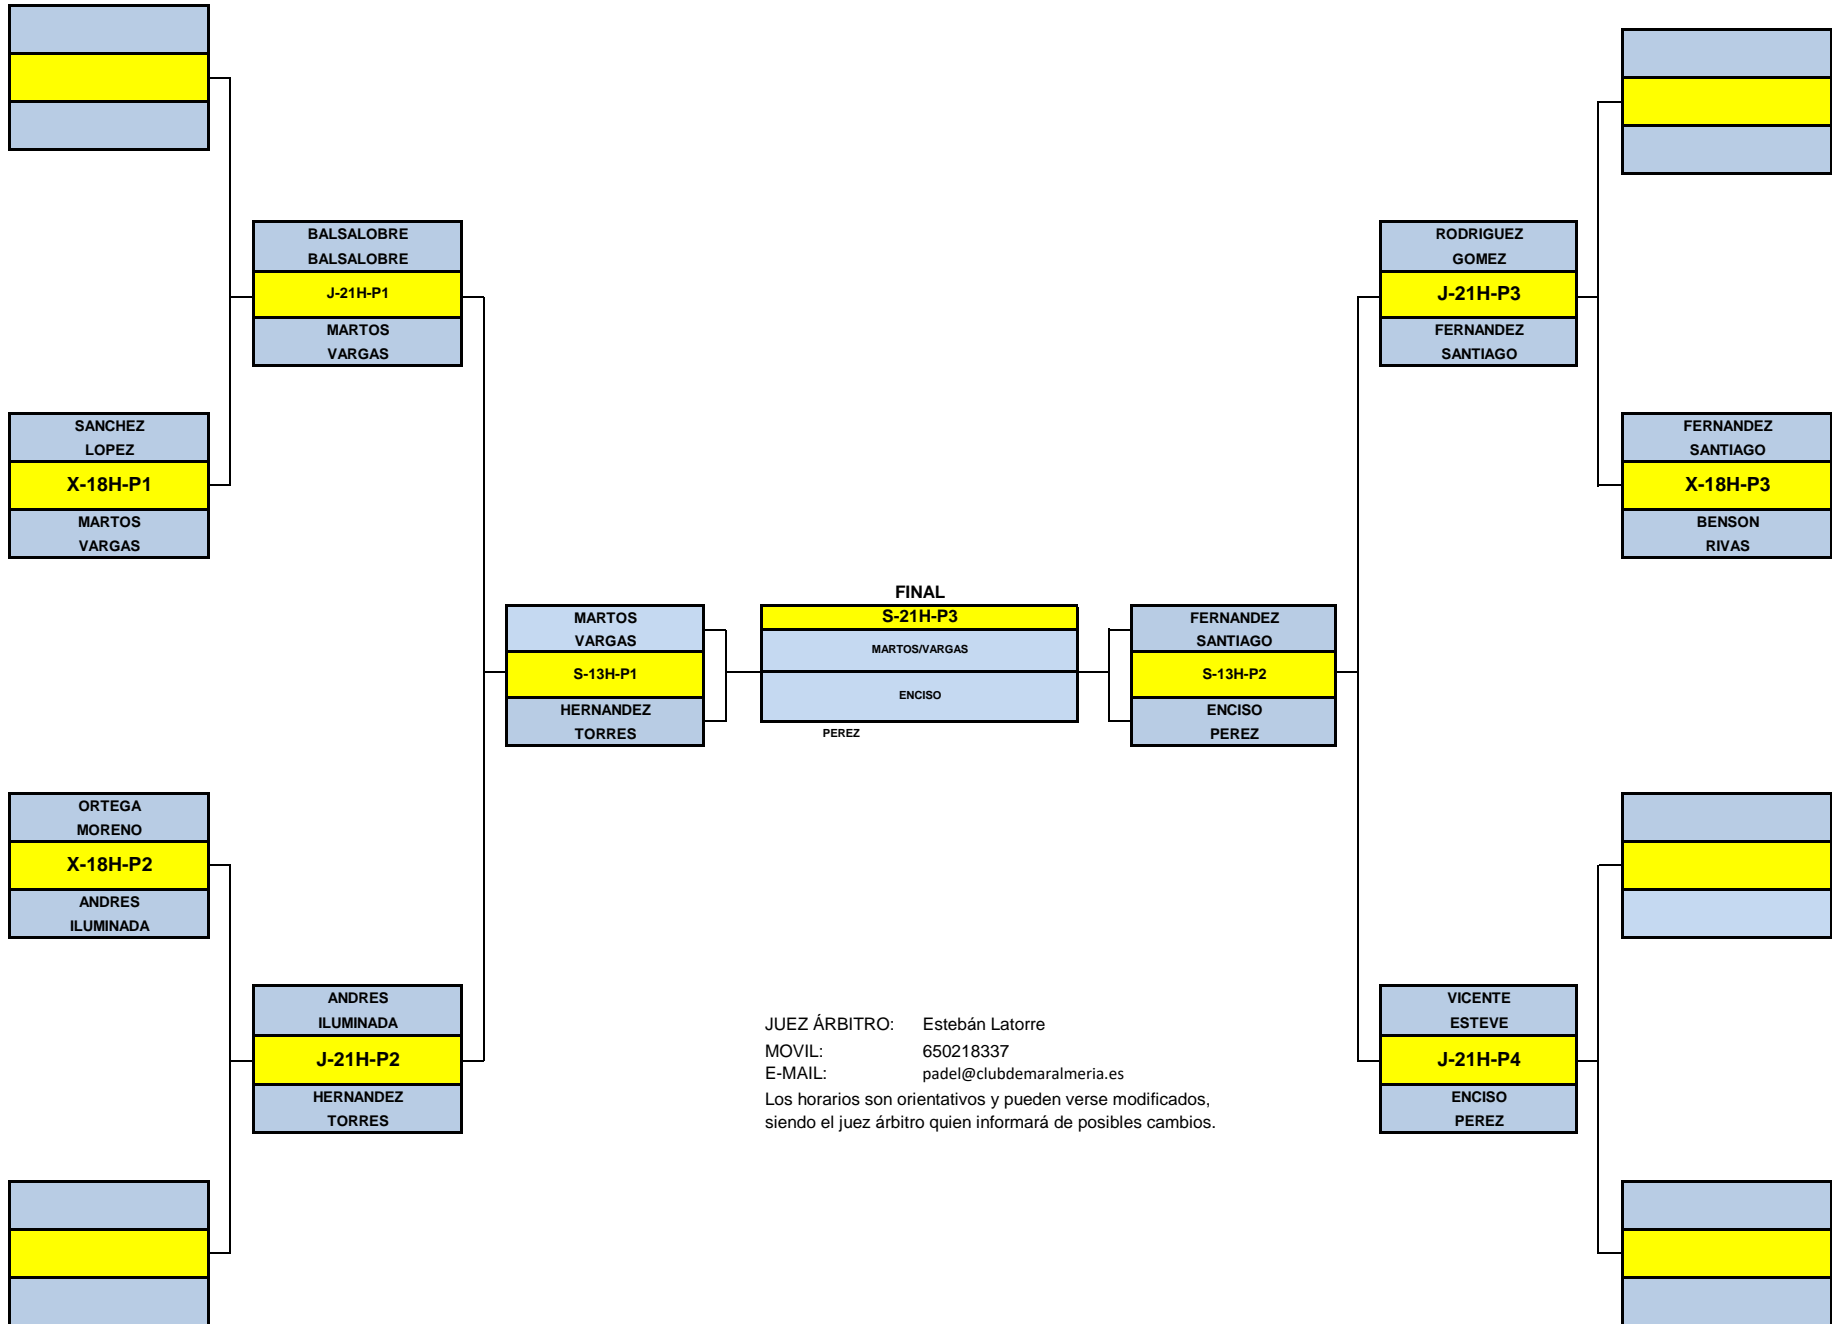 BALSALOBRE
BALSALOBRE
J-21H-P1
MARTOS
VARGAS
SANCHEZ
LOPEZ
X-18H-P1
MARTOS
VARGAS
MARTOS
VARGAS
S-13H-P1
HERNANDEZ
TORRES
ORTEGA
MORENO
X-18H-P2
ANDRES
ILUMINADA
ANDRES
ILUMINADA
J-21H-P2
HERNANDEZ
TORRES
FINAL
S-21H-P3
MARTOS/VARGAS
ENCISO
PEREZ
RODRIGUEZ
GOMEZ
J-21H-P3
FERNANDEZ
SANTIAGO
FERNANDEZ
SANTIAGO
X-18H-P3
BENSON
RIVAS
FERNANDEZ
SANTIAGO
S-13H-P2
ENCISO
PEREZ
VICENTE
ESTEVE
J-21H-P4
ENCISO
PEREZ
JUEZ ÁRBITRO: Estebán Latorre
MOVIL: 650218337
E-MAIL: padel@clubdemaralmeria.es
Los horarios son orientativos y pueden verse modificados,
siendo el juez árbitro quien informará de posibles cambios.